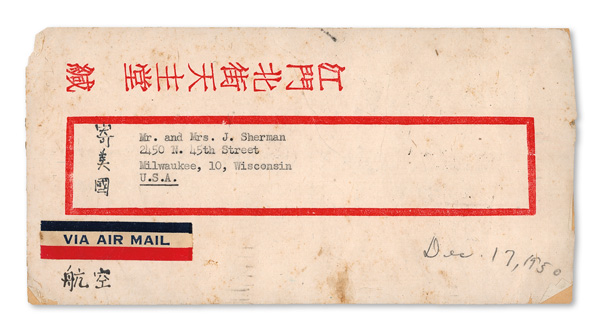 江門北街天主堂 緘
寄美國
Mr. and Mrs. J. Sherman
2450 N. 45th Street
Milwaukee, 10, Wisconsin
U.S.A.
VIA AIR MAIL
航空
Dec. 17, 1950